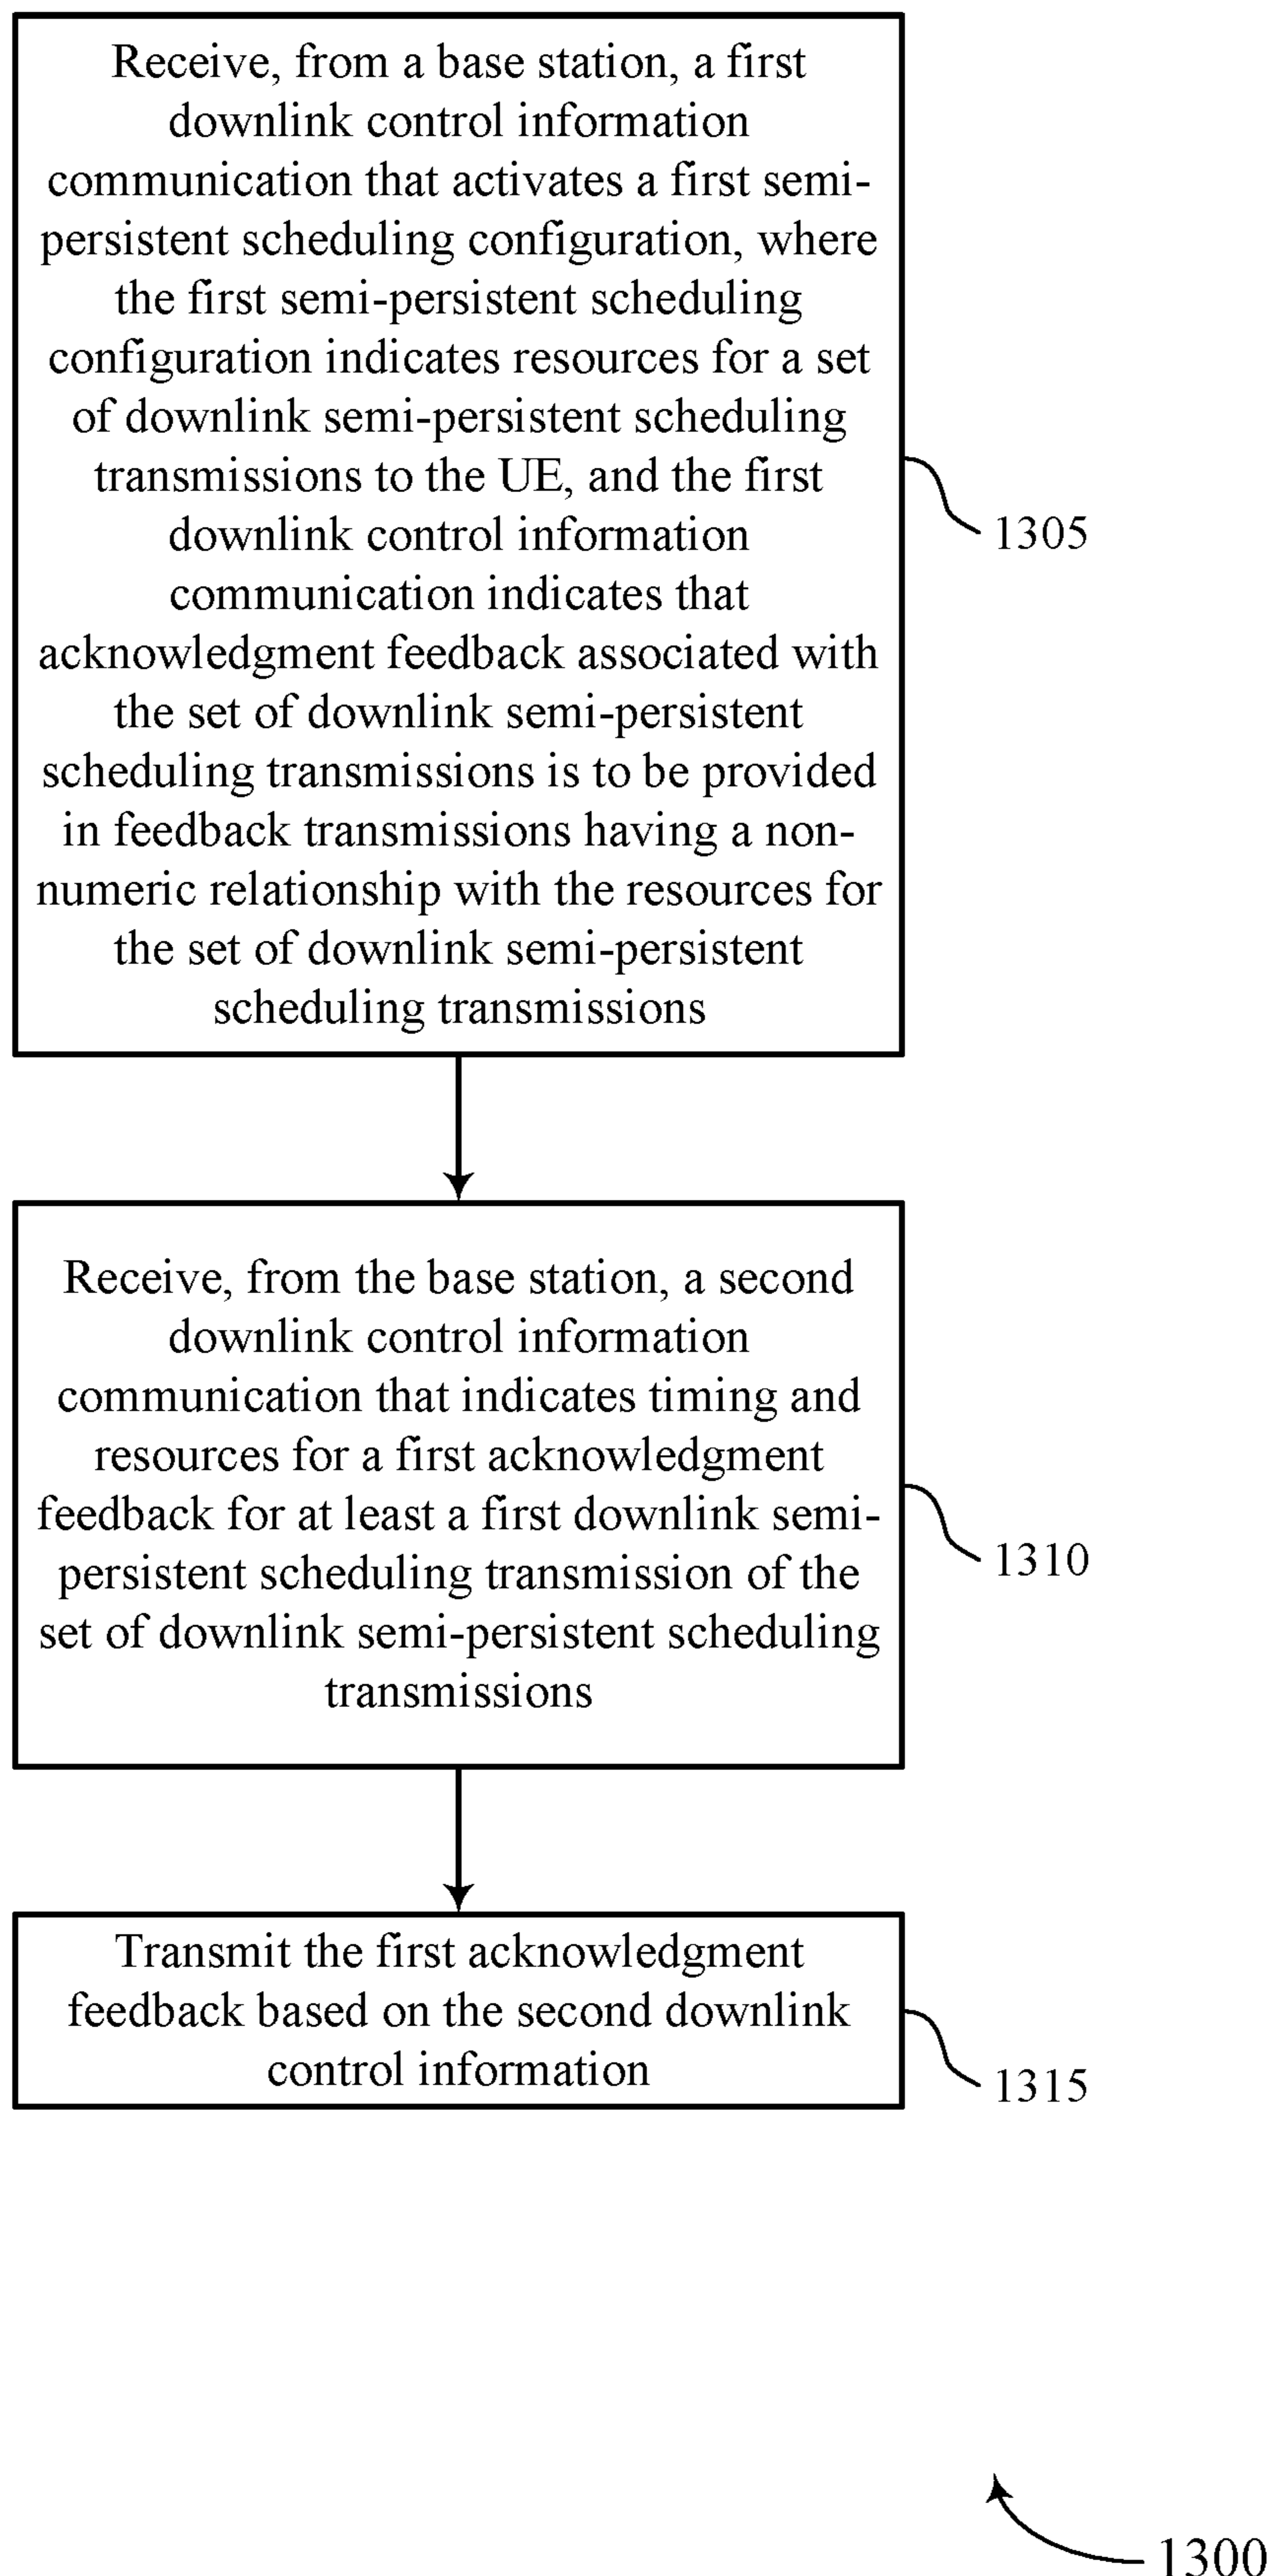 Receive, from a base station, a first
downlink control information
communication that activates a first semi-
persistent scheduling configuration, where
the first semi-persistent scheduling
configuration indicates resources for a set
of downlink semi-persistent scheduling
transmissions to the UE, and the first
downlink control information
communication indicates that
acknowledgment feedback associated with
the set of downlink semi-persistent
scheduling transmissions is to be provided
in feedback transmissions having a non-
numeric relationship with the resources for
the set of downlink semi-persistent
scheduling transmissions
1305
Receive, from the base station, a second
downlink control information
communication that indicates timing and
resources for a first acknowledgment
feedback for at least a first downlink semi-
persistent scheduling transmission of the
set of downlink semi-persistent scheduling
transmissions
1310
Transmit the first acknowledgment
feedback based on the second downlink
control information
1315
1300